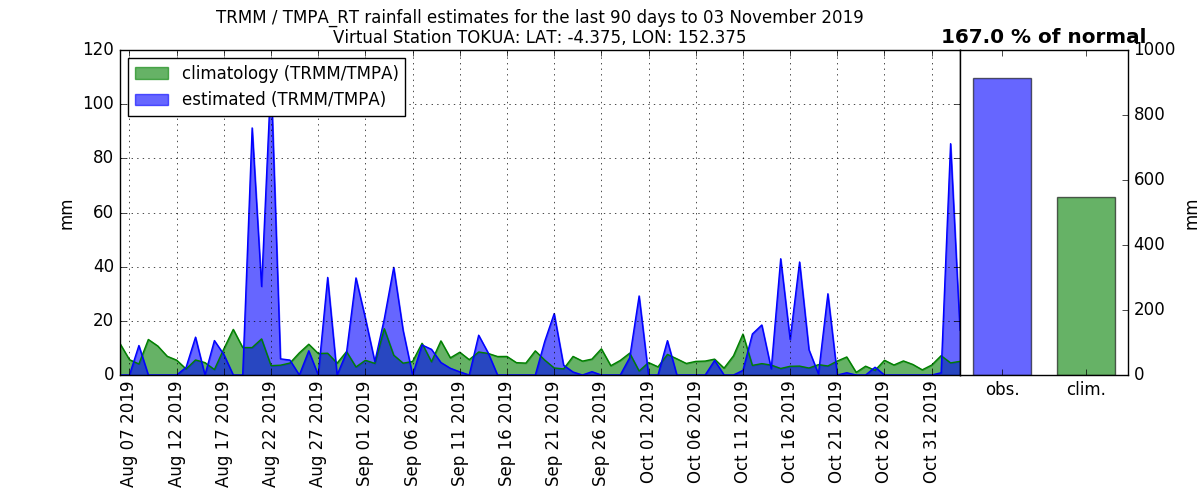 TRMM / TMPA_RT rainfall estimates for the last 90 days to 03 November 2019
Virtual Station TOKUA: LAT: -4.375, LON: 152.375
167.0 % of normal
climatology (TRMM/TMPA)
estimated (TRMM/TMPA)
120
100
80
60
40
20
0
mm
1000
800
600
400
200
0
mm
Aug 07 2019
Aug 12 2019
Aug 17 2019
Aug 22 2019
Aug 27 2019
Sep 01 2019
Sep 06 2019
Sep 11 2019
Sep 16 2019
Sep 21 2019
Sep 26 2019
Oct 01 2019
Oct 06 2019
Oct 11 2019
Oct 16 2019
Oct 21 2019
Oct 26 2019
Oct 31 2019
obs.
clim.